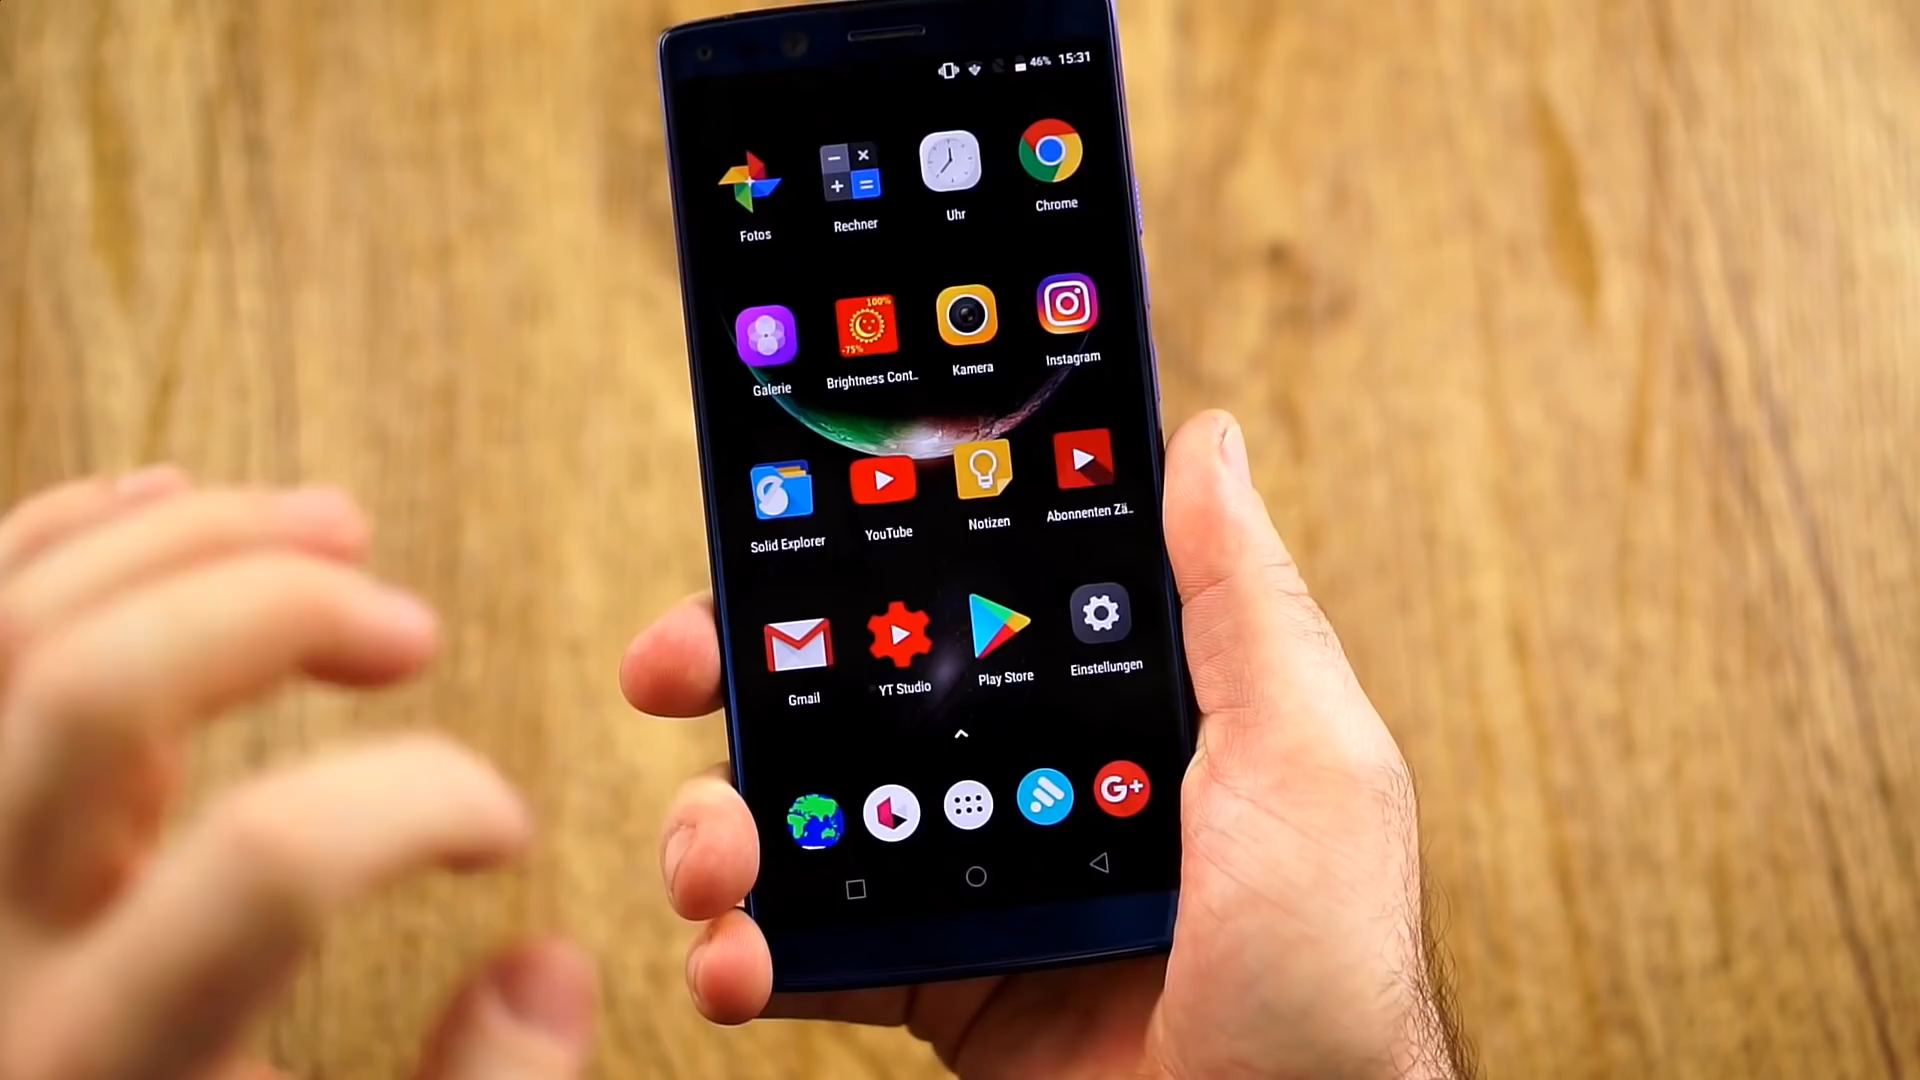 46% 15:31
Fotos Rechner Uhr Chrome
100%
-75%
Galerie Brightness Cont.. Kamera Instagram
Solid Explorer YouTube Notizen Abonnenten Zä..
Gmail YT Studio Play Store Einstellungen
G+